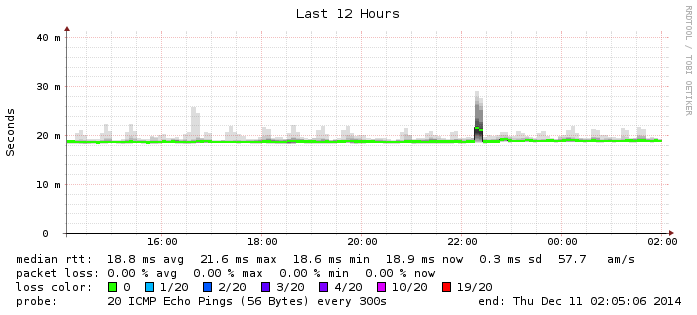 Last 12 Hours
RRDTOOL / TOBI OETIKER
Seconds
40 m
30 m
20 m
10 m
0
16:00 18:00 20:00 22:00 00:00 02:00
median rtt: 18.8 ms avg 21.6 ms max 18.6 ms min 18.9 ms now 0.3 ms sd 57.7 am/s
packet loss: 0.00 % avg 0.00 % max 0.00 % min 0.00 % now
loss color: 0 1/20 2/20 3/20 4/20 10/20 19/20
probe: 20 ICMP Echo Pings (56 Bytes) every 300s end: Thu Dec 11 02:05:06 2014